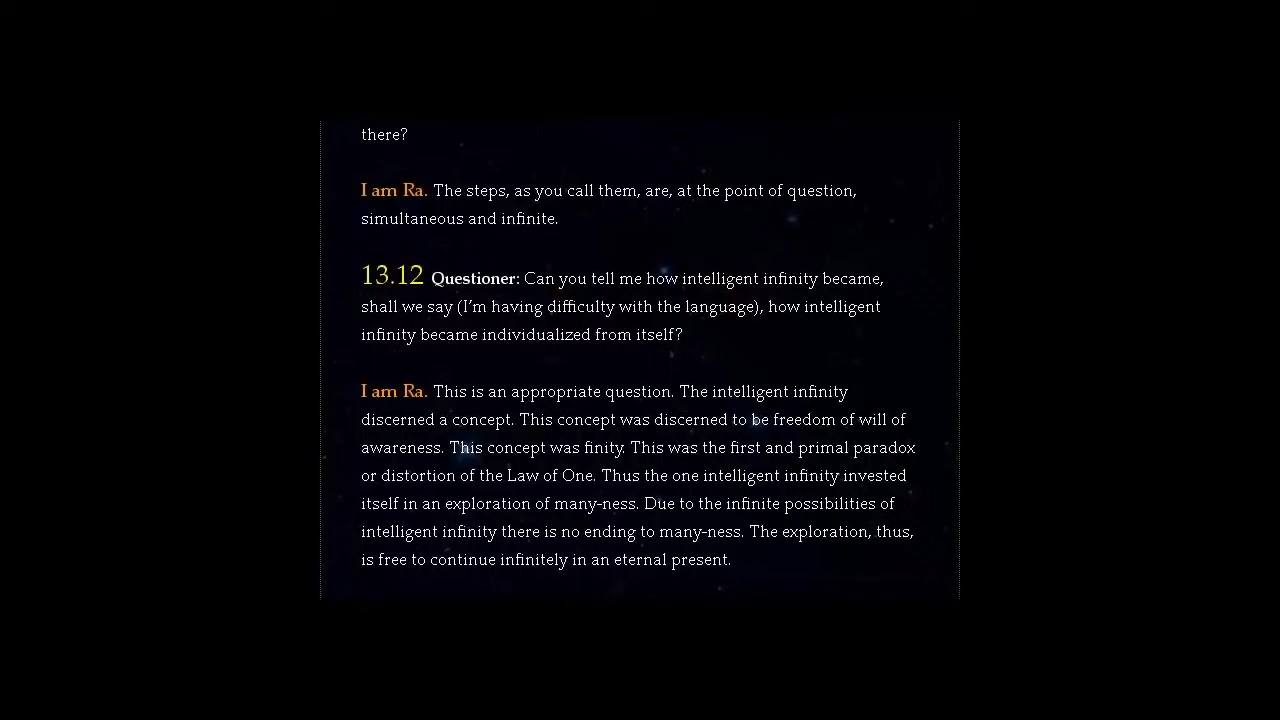 there?
I am Ra. The steps, as you call them, are, at the point of question,
simultaneous and infinite.
13.12 Questioner: Can you tell me how intelligent infinity became,
shall we say (I’m having difficulty with the language), how intelligent
infinity became individualized from itself?
I am Ra. This is an appropriate question. The intelligent infinity
discerned a concept. This concept was discerned to be freedom of will of
awareness. This concept was finity. This was the first and primal paradox
or distortion of the Law of One. Thus the one intelligent infinity invested
itself in an exploration of many-ness. Due to the infinite possibilities of
intelligent infinity there is no ending to many-ness. The exploration, thus,
is free to continue infinitely in an eternal present.